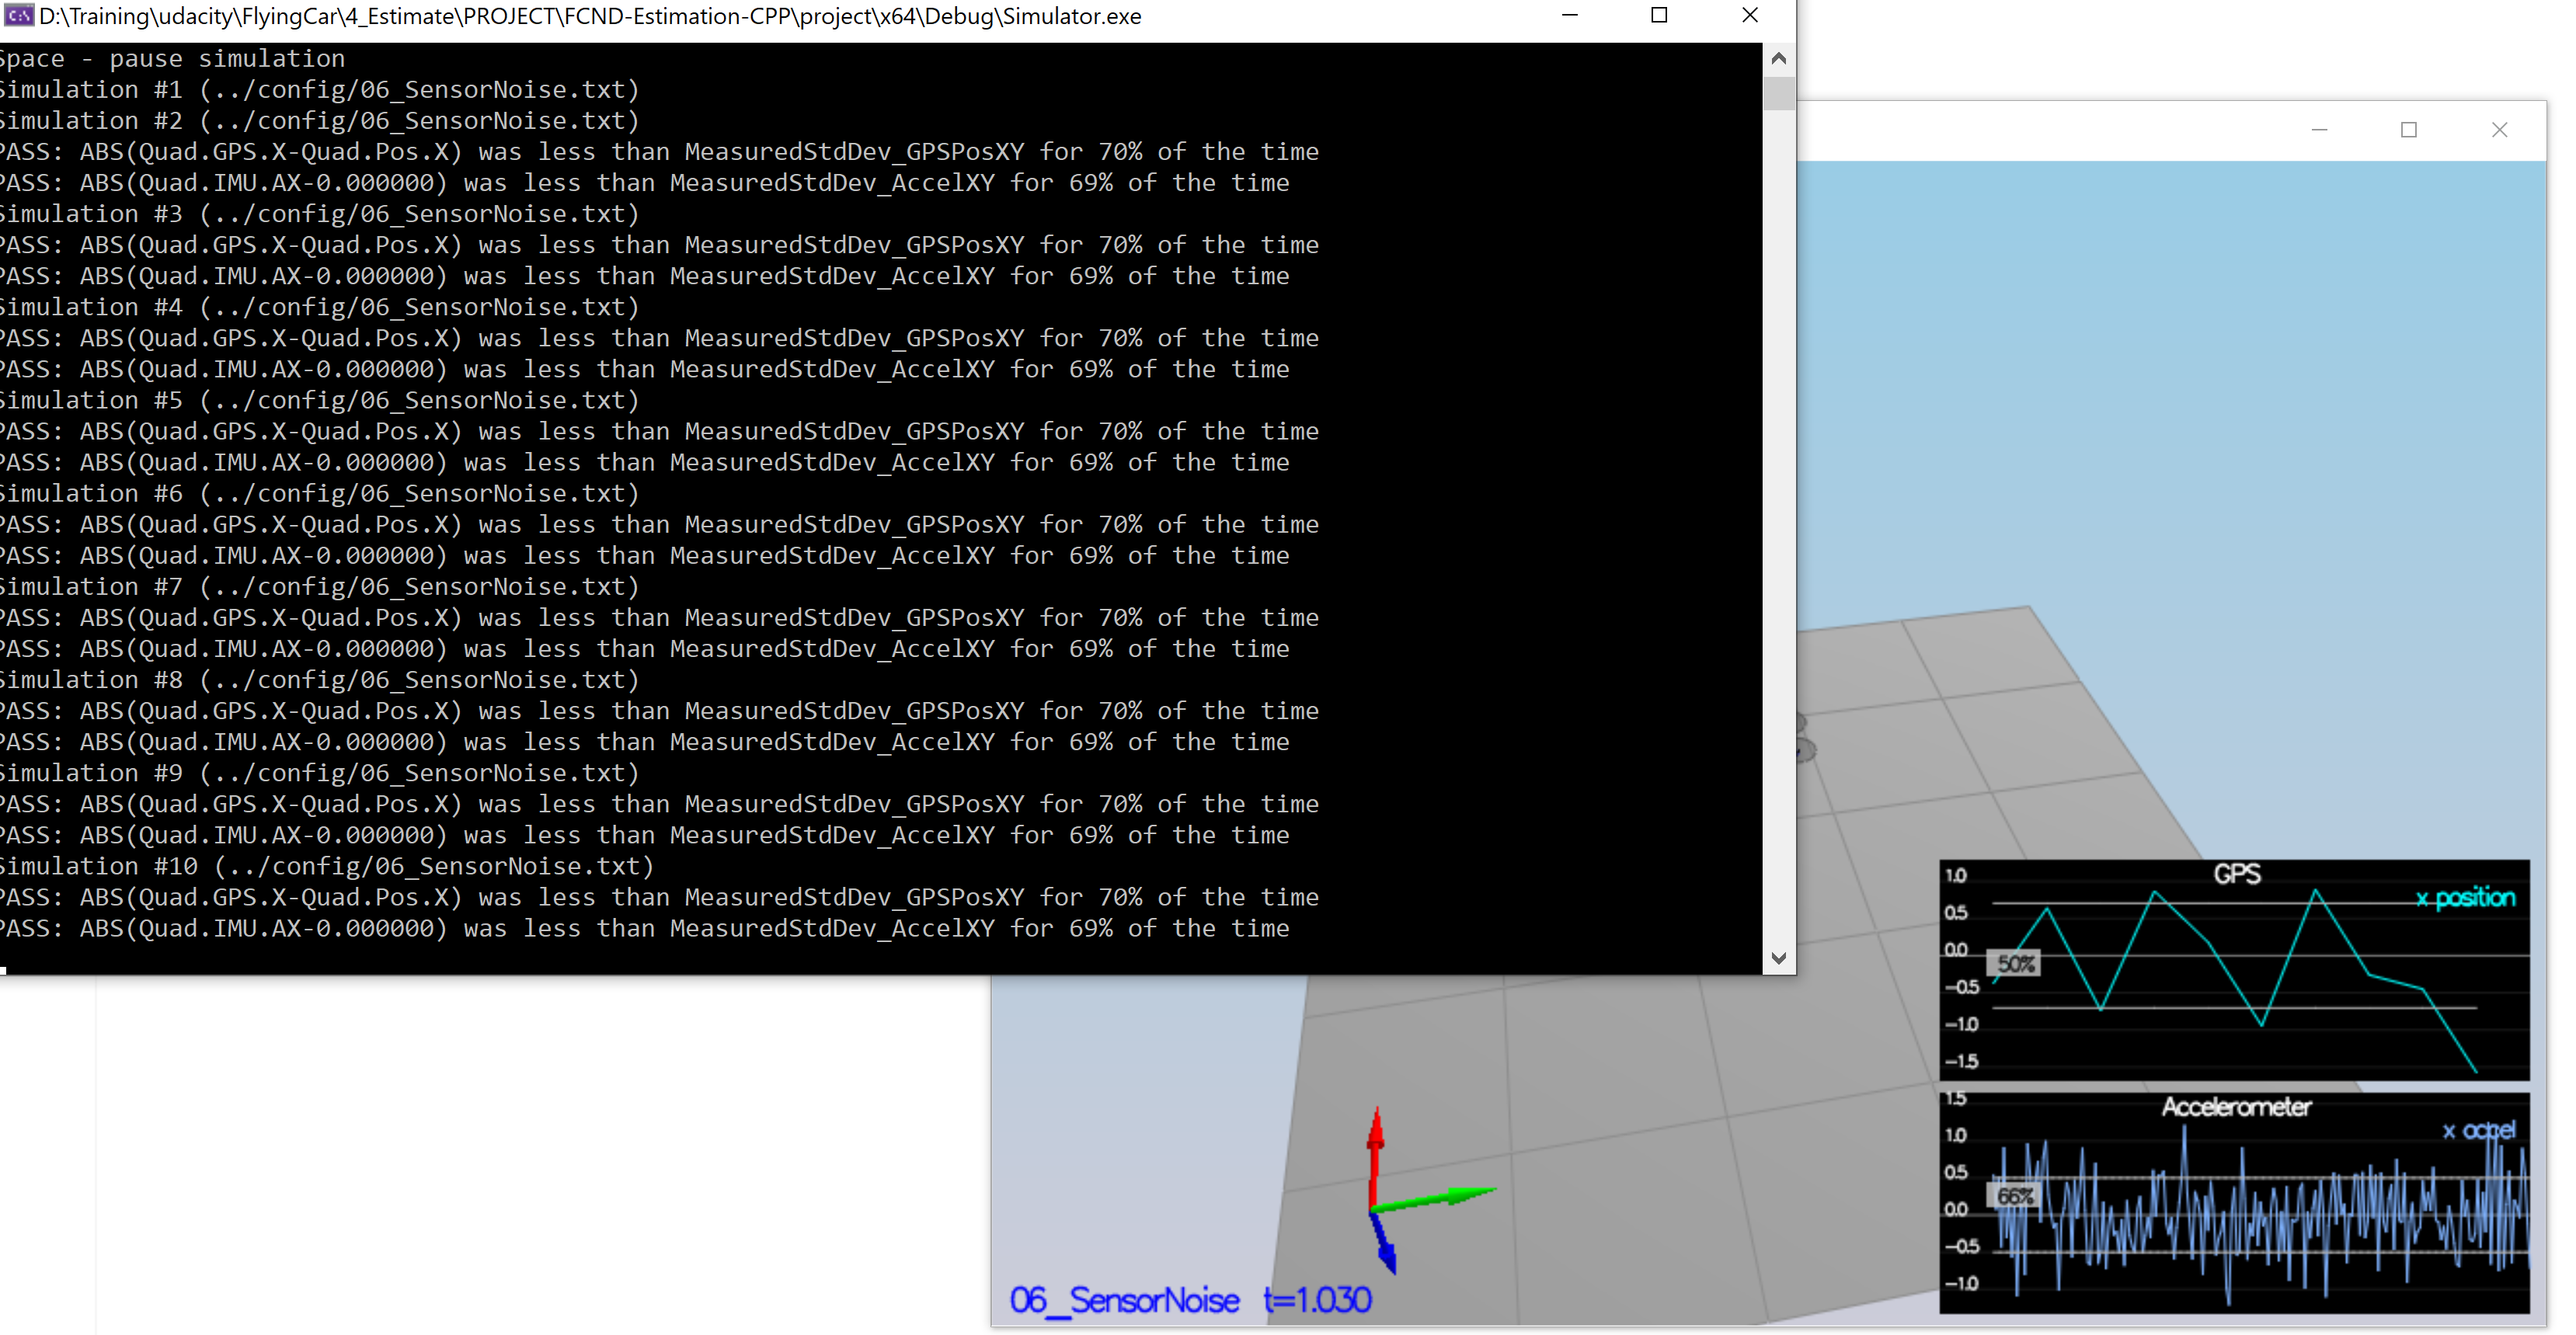 D:\Training\udacity\FlyingCar\4_Estimate\PROJECT\FCND-Estimation-CPP\project\x64\Debug\Simulator.exe
Space - pause simulation
Simulation #1 (../config/06_SensorNoise.txt)
Simulation #2 (../config/06_SensorNoise.txt)
PASS: ABS(Quad.GPS.X-Quad.Pos.X) was less than MeasuredStdDev_GPSPosXY for 70% of the time
PASS: ABS(Quad.IMU.AX-0.000000) was less than MeasuredStdDev_AccelXY for 69% of the time
Simulation #3 (../config/06_SensorNoise.txt)
PASS: ABS(Quad.GPS.X-Quad.Pos.X) was less than MeasuredStdDev_GPSPosXY for 70% of the time
PASS: ABS(Quad.IMU.AX-0.000000) was less than MeasuredStdDev_AccelXY for 69% of the time
Simulation #4 (../config/06_SensorNoise.txt)
PASS: ABS(Quad.GPS.X-Quad.Pos.X) was less than MeasuredStdDev_GPSPosXY for 70% of the time
PASS: ABS(Quad.IMU.AX-0.000000) was less than MeasuredStdDev_AccelXY for 69% of the time
Simulation #5 (../config/06_SensorNoise.txt)
PASS: ABS(Quad.GPS.X-Quad.Pos.X) was less than MeasuredStdDev_GPSPosXY for 70% of the time
PASS: ABS(Quad.IMU.AX-0.000000) was less than MeasuredStdDev_AccelXY for 69% of the time
Simulation #6 (../config/06_SensorNoise.txt)
PASS: ABS(Quad.GPS.X-Quad.Pos.X) was less than MeasuredStdDev_GPSPosXY for 70% of the time
PASS: ABS(Quad.IMU.AX-0.000000) was less than MeasuredStdDev_AccelXY for 69% of the time
Simulation #7 (../config/06_SensorNoise.txt)
PASS: ABS(Quad.GPS.X-Quad.Pos.X) was less than MeasuredStdDev_GPSPosXY for 70% of the time
PASS: ABS(Quad.IMU.AX-0.000000) was less than MeasuredStdDev_AccelXY for 69% of the time
Simulation #8 (../config/06_SensorNoise.txt)
PASS: ABS(Quad.GPS.X-Quad.Pos.X) was less than MeasuredStdDev_GPSPosXY for 70% of the time
PASS: ABS(Quad.IMU.AX-0.000000) was less than MeasuredStdDev_AccelXY for 69% of the time
Simulation #9 (../config/06_SensorNoise.txt)
PASS: ABS(Quad.GPS.X-Quad.Pos.X) was less than MeasuredStdDev_GPSPosXY for 70% of the time
PASS: ABS(Quad.IMU.AX-0.000000) was less than MeasuredStdDev_AccelXY for 69% of the time
Simulation #10 (../config/06_SensorNoise.txt)
PASS: ABS(Quad.GPS.X-Quad.Pos.X) was less than MeasuredStdDev_GPSPosXY for 70% of the time
PASS: ABS(Quad.IMU.AX-0.000000) was less than MeasuredStdDev_AccelXY for 69% of the time
GPS
x position
1.0
0.5
0.0
50%
-0.5
-1.0
-1.5
Accelerometer
x accel
1.5
1.0
0.5
66%
0.0
-0.5
-1.0
06_SensorNoise t=1.030